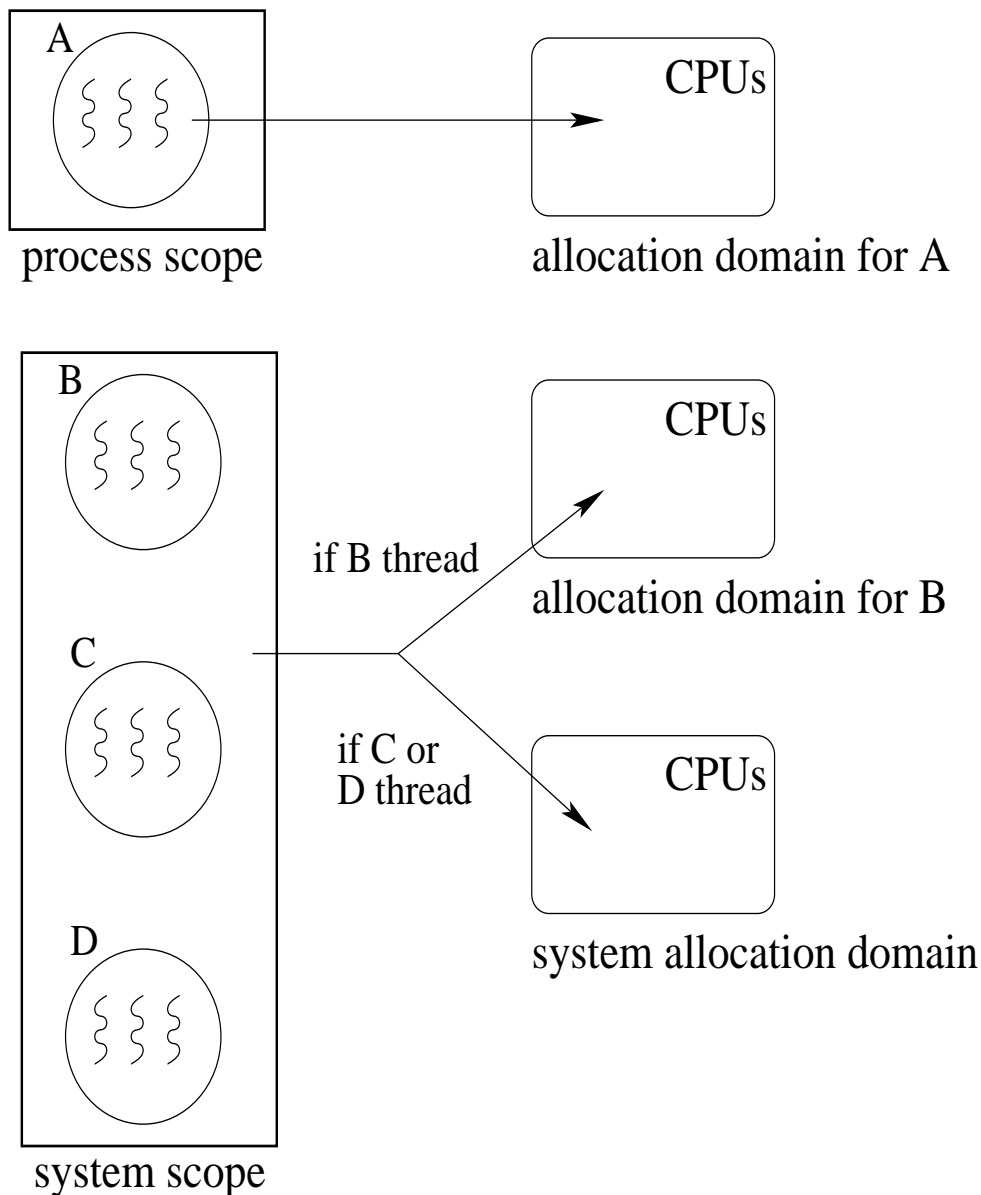 A
CPUs
process scope
allocation domain for A
B
CPUs
if B thread
allocation domain for B
C
if C or
D thread
CPUs
D
system allocation domain
system scope